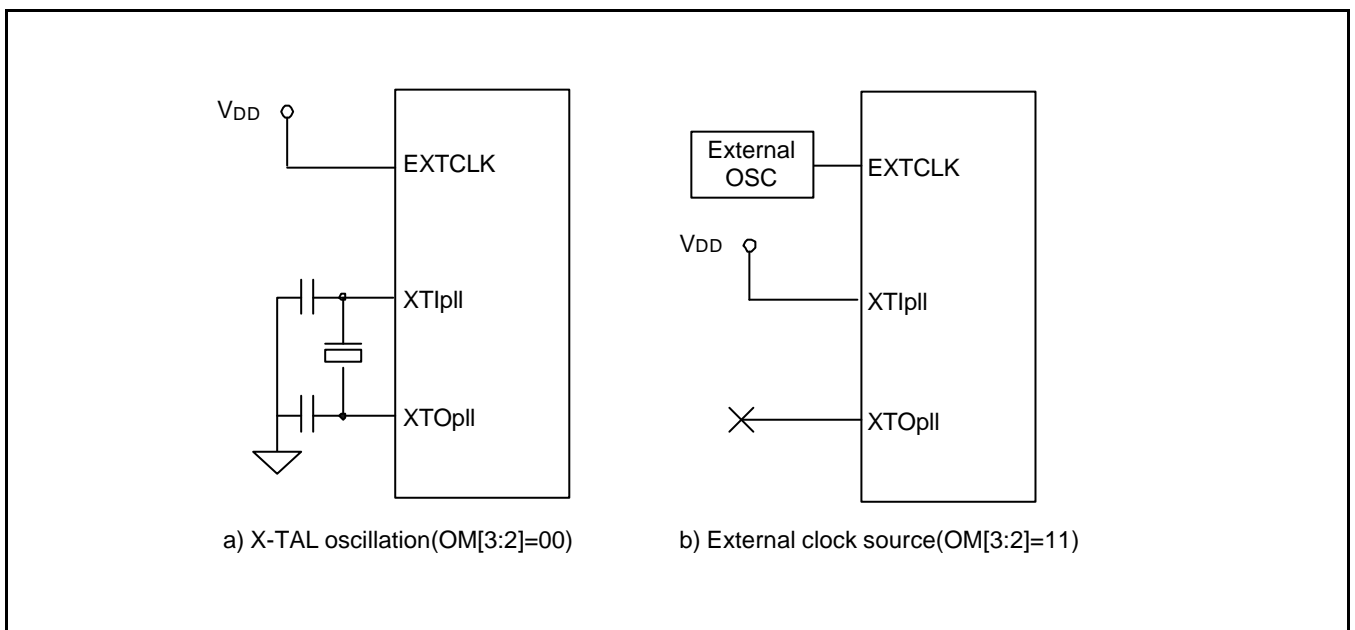 VDD
EXTCLK
XTIpll
XTOpll
a) X-TAL oscillation(OM[3:2]=00)
External
OSC
EXTCLK
VDD
XTIpll
XTOpll
b) External clock source(OM[3:2]=11)